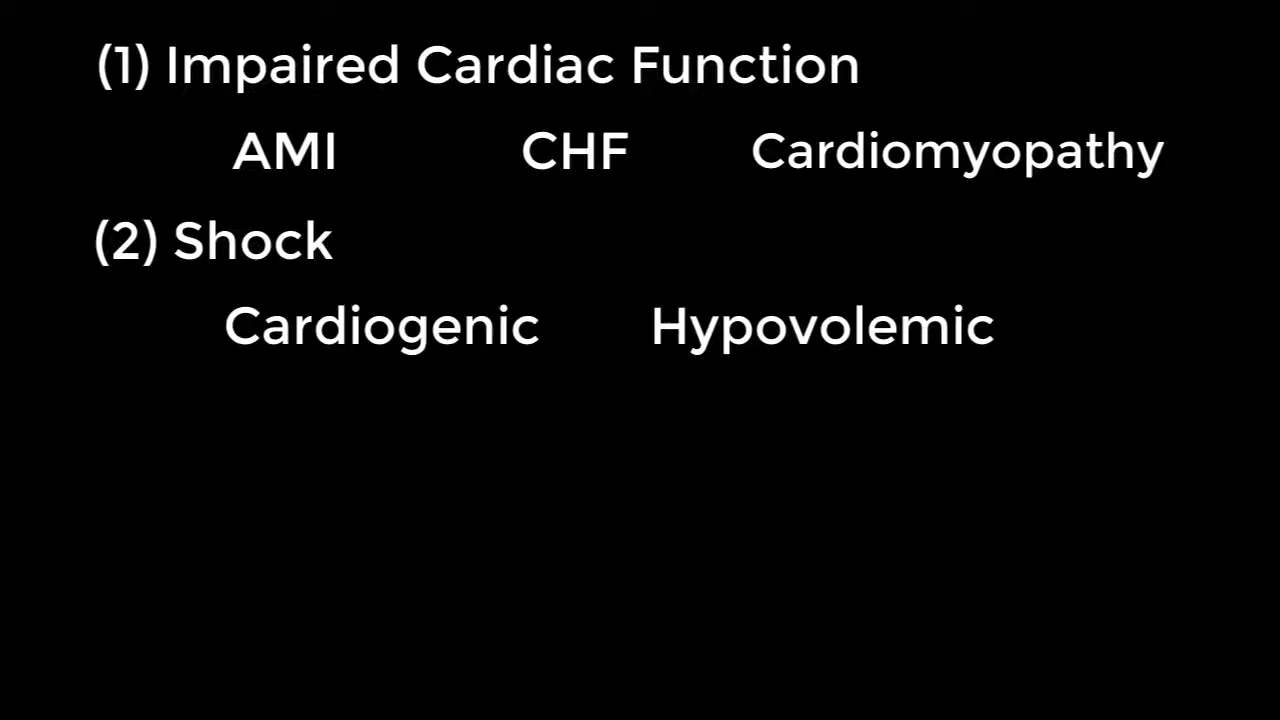 (1) Impaired Cardiac Function
AMI CHF Cardiomyopathy
(2) Shock
Cardiogenic Hypovolemic